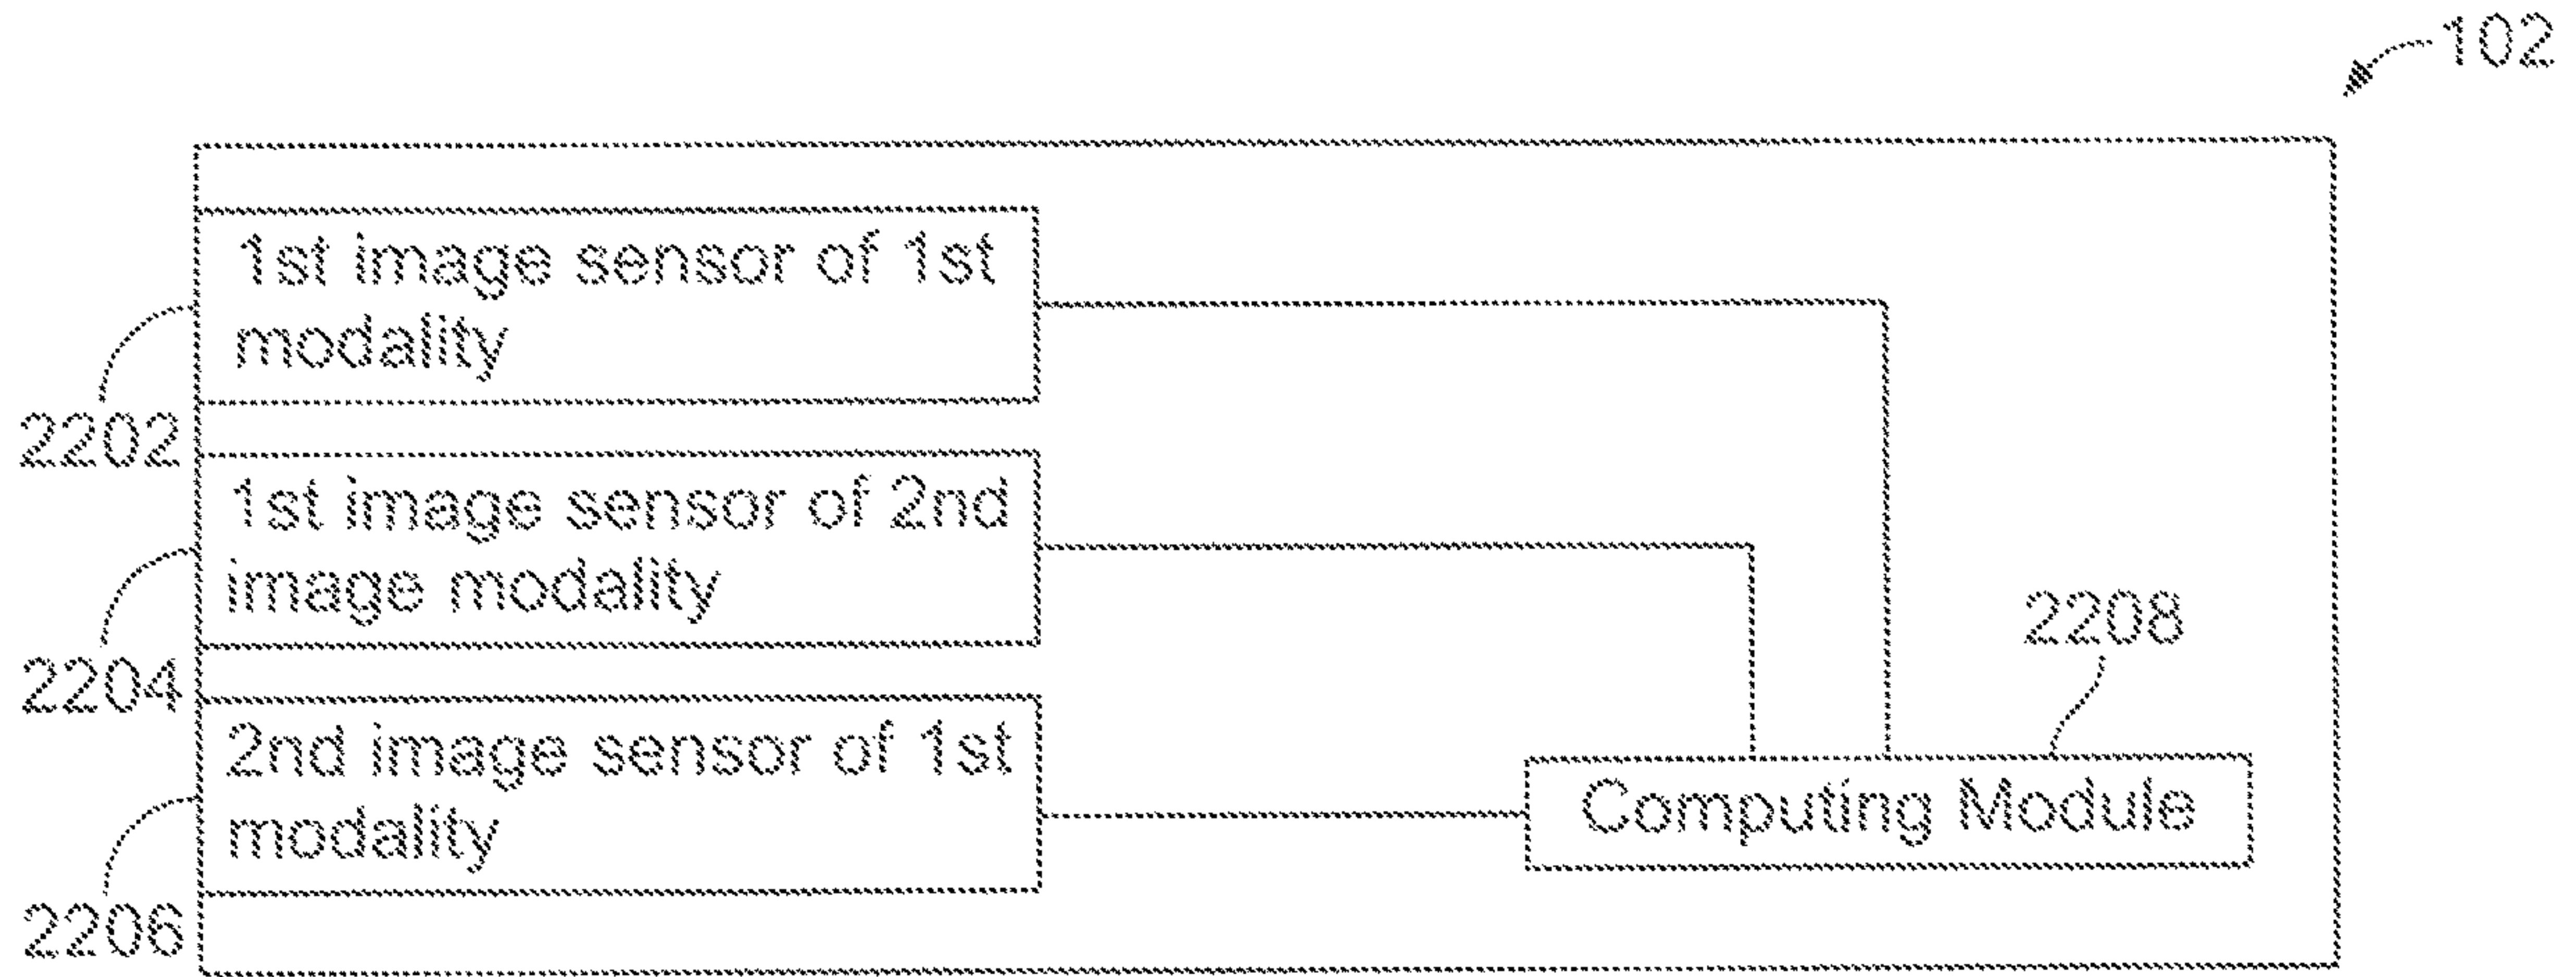 102
1st image sensor of 1st
modality
2202
1st image sensor of 2nd
image modality
2204
2208
2nd image sensor of 1st
modality
Computing Module
2206